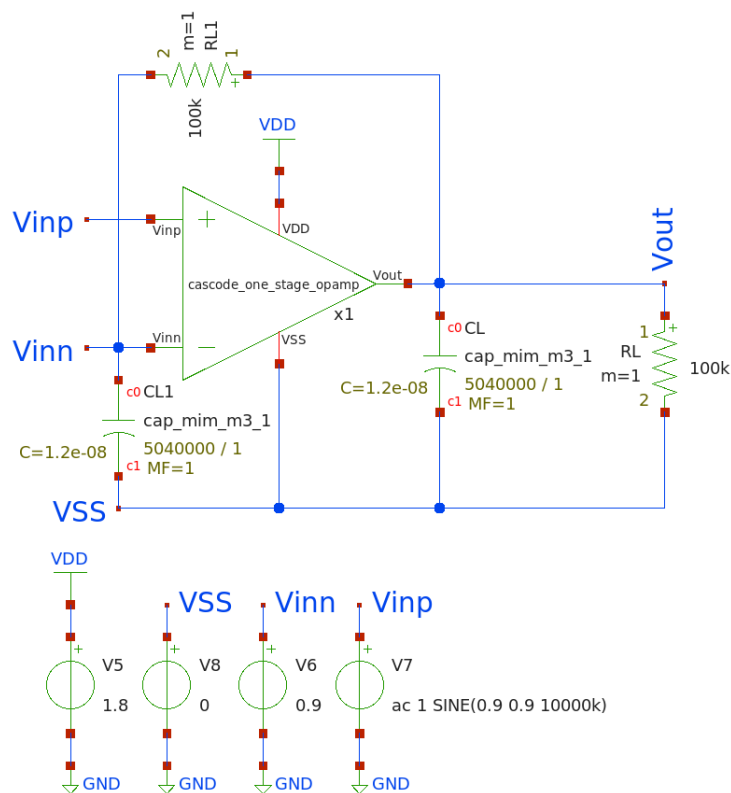 2
m=1
RL1
1
+
100k
VDD
Vinp
Vinp
+
VDD
cascode_one_stage_opamp
Vout
x1
Vout
Vinn
Vinn
−
VSS
c0 CL1
cap_mim_m3_1
C=1.2e-08
5040000 / 1
c1 MF=1
c0 CL
cap_mim_m3_1
C=1.2e-08
5040000 / 1
c1 MF=1
1 +
RL
m=1
100k
2
VSS
VDD
VSS
Vinn
Vinp
+
V5
1.8
+
V8
0
+
V6
0.9
+
V7
ac 1 SINE(0.9 0.9 10000k)
GND
GND
GND
GND